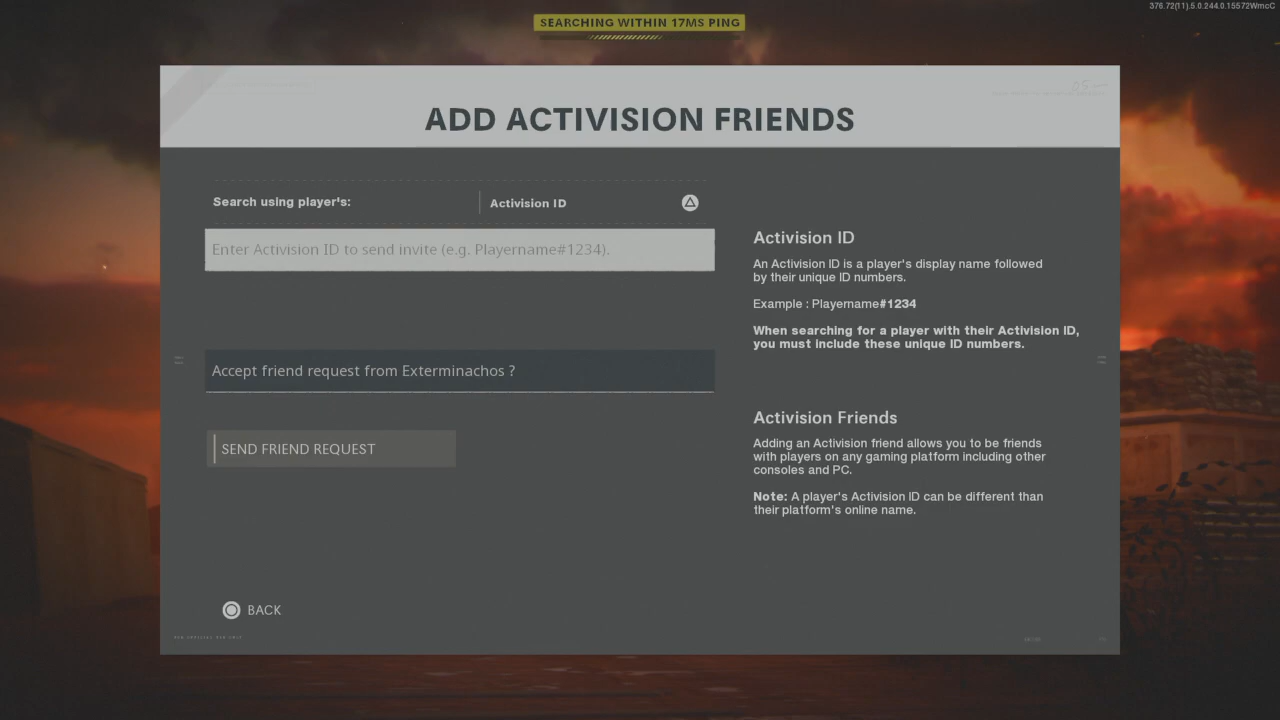 376.72(11).5.0.244.0.15572WmcC
SEARCHING WITHIN 17MS PING
ADD ACTIVISION FRIENDS
Search using player's:
Activision ID
Enter Activision ID to send invite (e.g. Playername#1234).
Accept friend request from Exterminachos ?
SEND FRIEND REQUEST
Activision ID
An Activision ID is a player's display name followed
by their unique ID numbers.
Example : Playername#1234
When searching for a player with their Activision ID,
you must include these unique ID numbers.
Activision Friends
Adding an Activision friend allows you to be friends
with players on any gaming platform including other
consoles and PC.
Note: A player's Activision ID can be different than
their platform's online name.
BACK